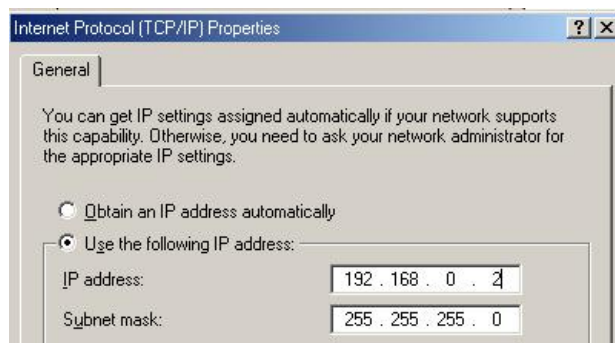 Internet Protocol (TCP/IP) Properties
General
You can get IP settings assigned automatically if your network supports
this capability. Otherwise, you need to ask your network administrator for
the appropriate IP settings.
Obtain an IP address automatically
Use the following IP address:
IP address: 192 . 168 . 0 . 2
Subnet mask: 255 . 255 . 255 . 0